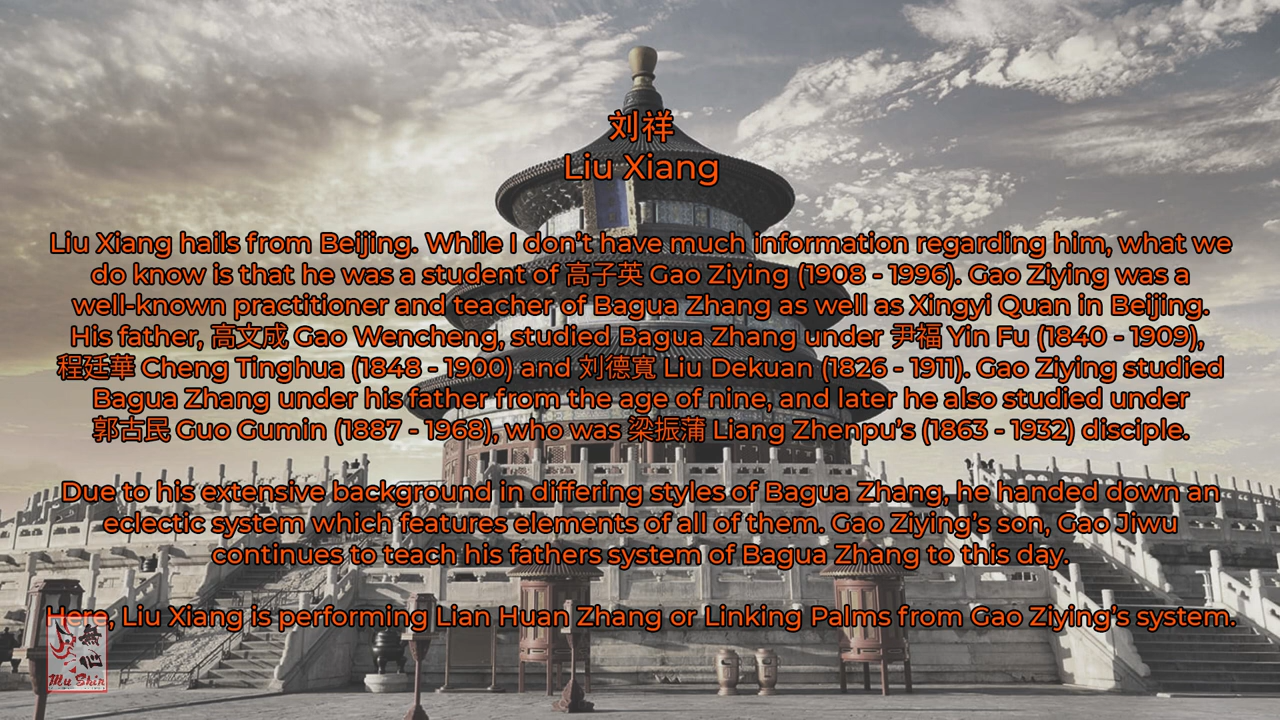 刘祥
Liu Xiang
Liu Xiang hails from Beijing. While I don't have much information regarding him, what we
do know is that he was a student of 高子英 Gao Ziying (1908 - 1996). Gao Ziying was a
well-known practitioner and teacher of Bagua Zhang as well as Xingyi Quan in Beijing.
His father, 高文成 Gao Wencheng, studied Bagua Zhang under 尹福 Yin Fu (1840 - 1909),
程廷華 Cheng Tinghua (1848 - 1900) and 刘德寬 Liu Dekuan (1826 - 1911). Gao Ziying studied
Bagua Zhang under his father from the age of nine, and later he also studied under
郭古民 Guo Gumin (1887 - 1968), who was 梁振蒲 Liang Zhenpu's (1863 - 1932) disciple.
Due to his extensive background in differing styles of Bagua Zhang, he handed down an
eclectic system which features elements of all of them. Gao Ziying's son, Gao Jiwu
continues to teach his fathers system of Bagua Zhang to this day.
Here, Liu Xiang is performing Lian Huan Zhang or Linking Palms from Gao Ziying's system.
無心
Mu Shin